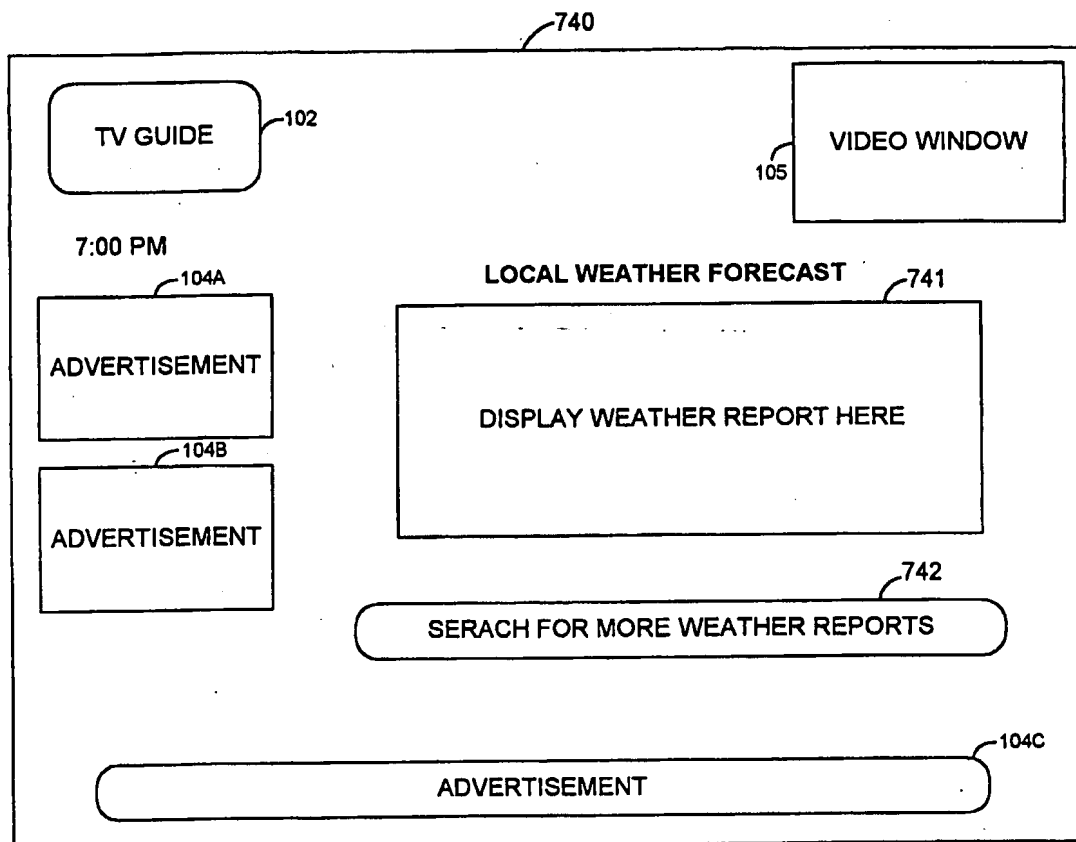 740
TV GUIDE
102
VIDEO WINDOW
105
7:00 PM
104A
ADVERTISEMENT
104B
ADVERTISEMENT
LOCAL WEATHER FORECAST
741
DISPLAY WEATHER REPORT HERE
742
SERACH FOR MORE WEATHER REPORTS
104C
ADVERTISEMENT